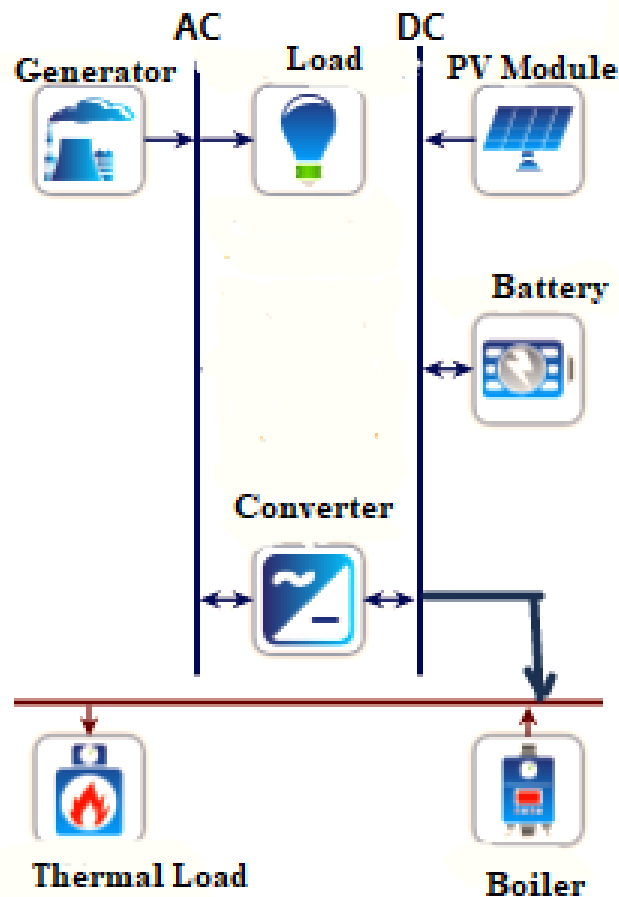 AC
DC
Generator
Load
PV Module
Battery
Converter
Thermal Load
Boiler